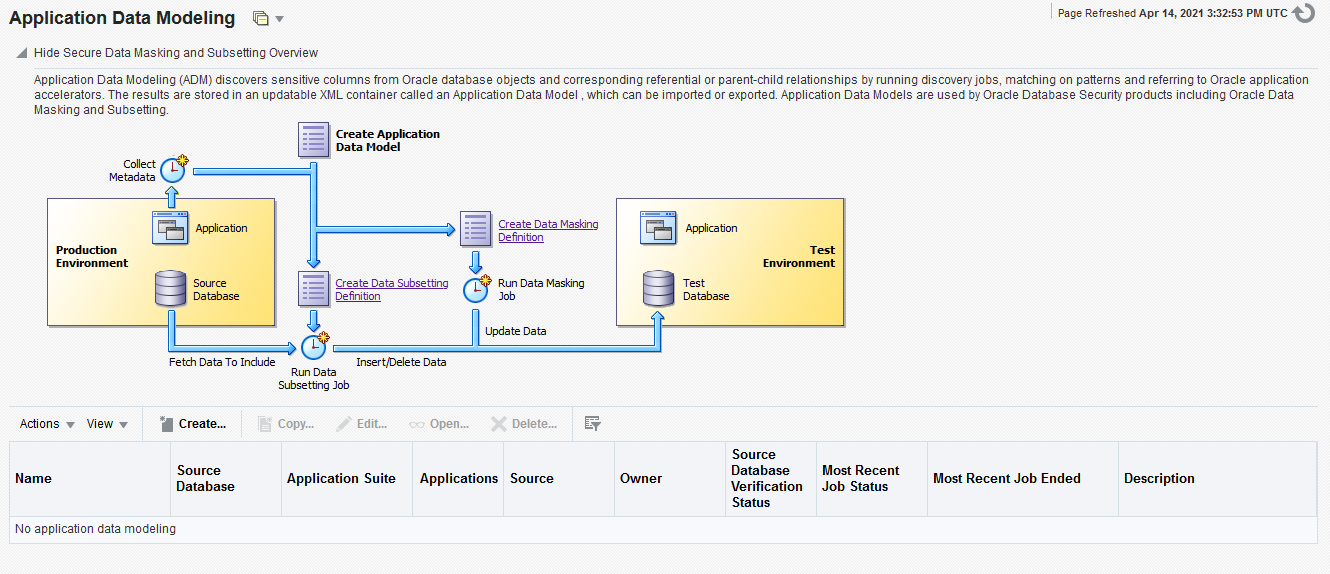 Application Data Modeling
Page Refreshed Apr 14, 2021 3:32:53 PM UTC
Hide Secure Data Masking and Subsetting Overview
Application Data Modeling (ADM) discovers sensitive columns from Oracle database objects and corresponding referential or parent-child relationships by running discovery jobs, matching on patterns and referring to Oracle application
accelerators. The results are stored in an updatable XML container called an Application Data Model , which can be imported or exported. Application Data Models are used by Oracle Database Security products including Oracle Data
Masking and Subsetting.
Create Application
Data Model
Collect
Metadata
Production
Environment
Application
Source
Database
Create Data Masking
Definition
Create Data Subsetting
Definition
Run Data Masking
Job
Application
Test
Environment
Test
Database
Update Data
Fetch Data To Include
Insert/Delete Data
Run Data
Subsetting Job
Actions View Create... Copy... Edit... Open... Delete...
Name
Source
Database
Application Suite
Applications
Source
Owner
Source
Database
Verification
Status
Most Recent
Job Status
Most Recent Job Ended
Description
No application data modeling